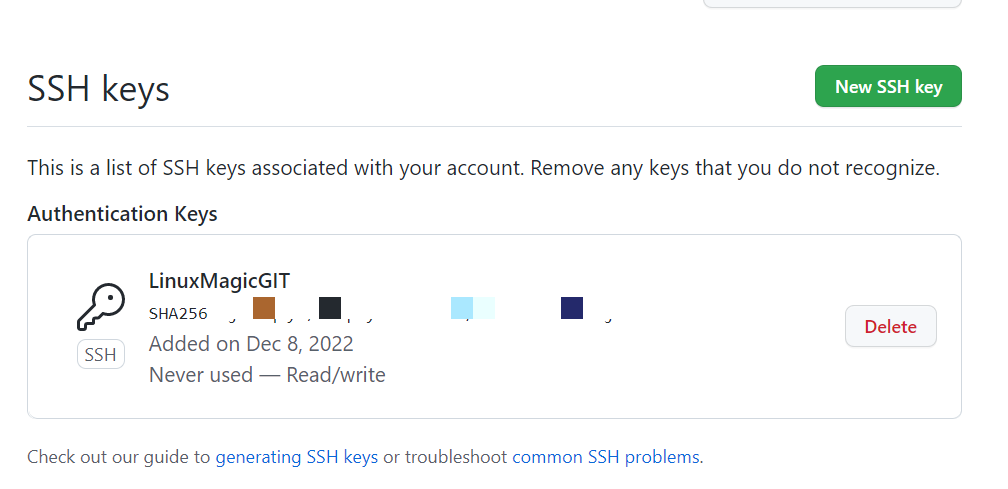 SSH keys
New SSH key
This is a list of SSH keys associated with your account. Remove any keys that you do not recognize.
Authentication Keys
LinuxMagicGIT
SHA256
Added on Dec 8, 2022
SSH
Never used — Read/write
Delete
Check out our guide to generating SSH keys or troubleshoot common SSH problems.